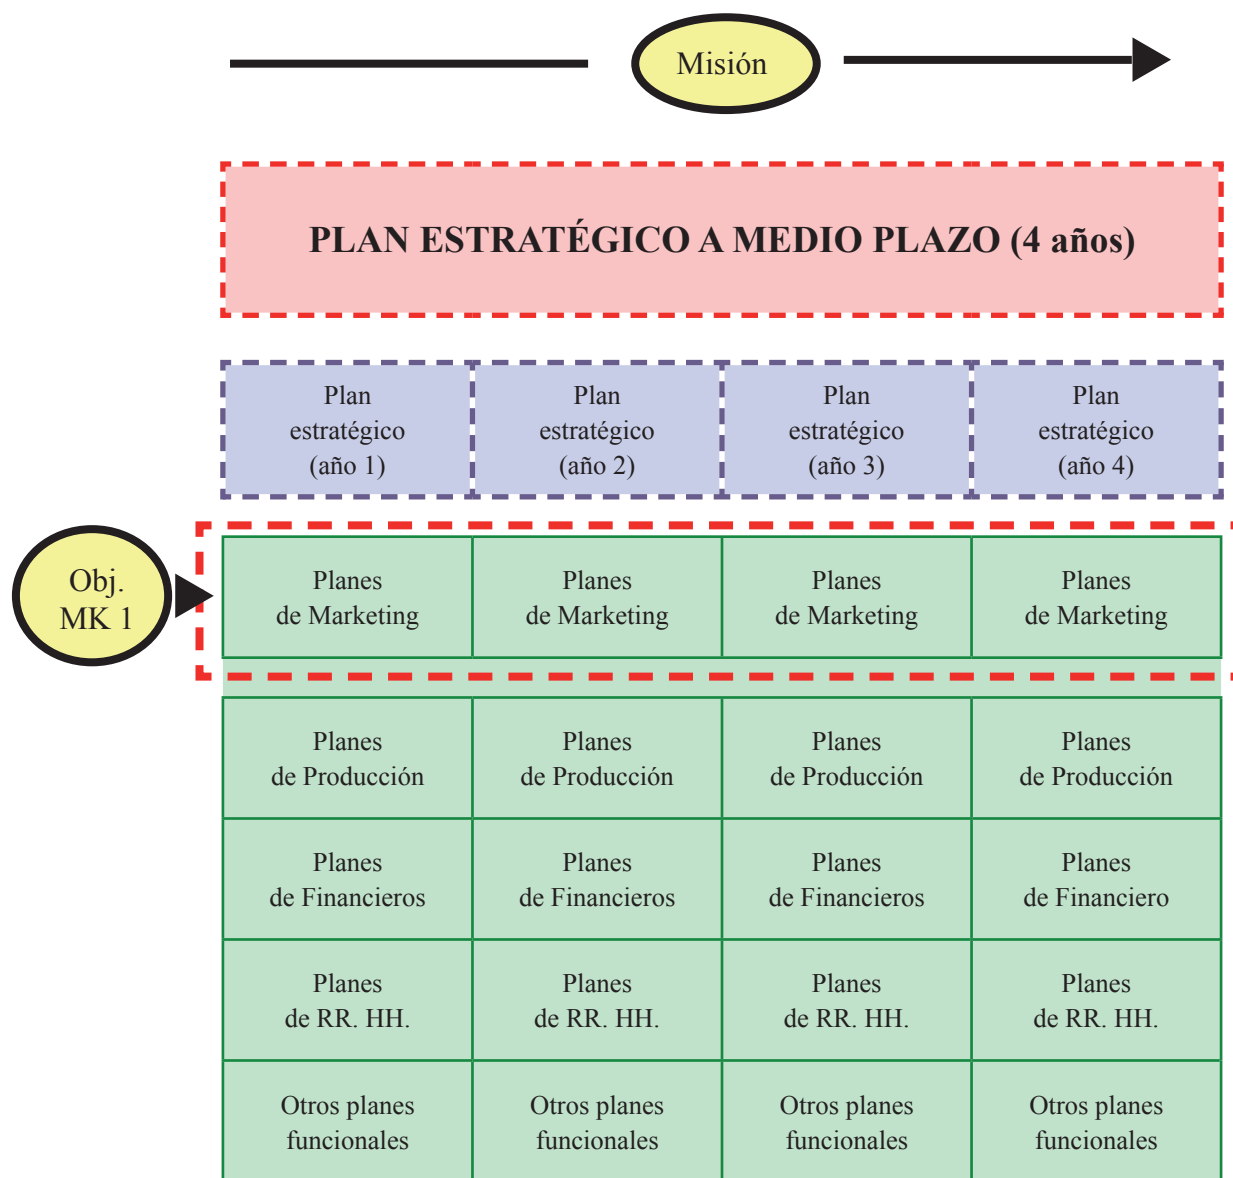 Misión
PLAN ESTRATÉGICO A MEDIO PLAZO (4 años)
Plan
estratégico
(año 1)
Plan
estratégico
(año 2)
Plan
estratégico
(año 3)
Plan
estratégico
(año 4)
Obj.
MK 1
Planes
de Marketing
Planes
de Marketing
Planes
de Marketing
Planes
de Marketing
Planes
de Producción
Planes
de Producción
Planes
de Producción
Planes
de Producción
Planes
de Financieros
Planes
de Financieros
Planes
de Financieros
Planes
de Financiero
Planes
de RR. HH.
Planes
de RR. HH.
Planes
de RR. HH.
Planes
de RR. HH.
Otros planes
funcionales
Otros planes
funcionales
Otros planes
funcionales
Otros planes
funcionales